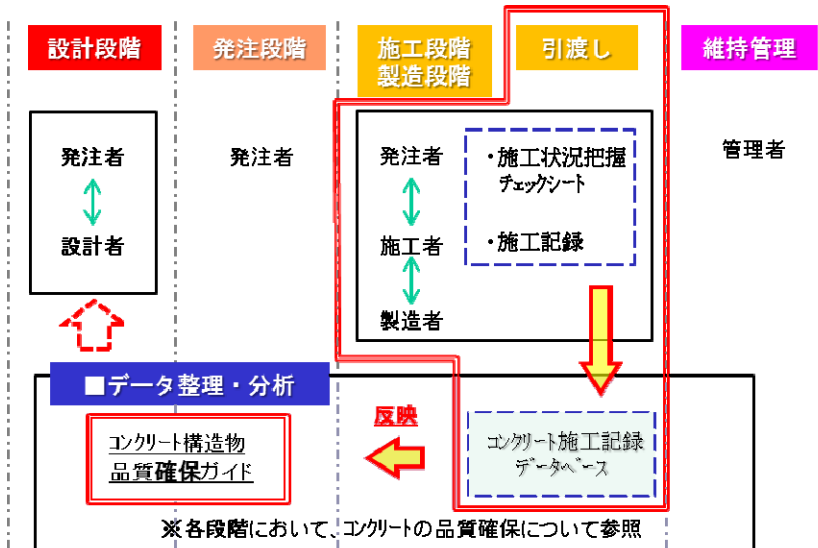 設計段階
発注段階
施工段階
製造段階
引渡し
維持管理
発注者
設計者
発注者
発注者
施工者
製造者
・施工状況把握
チェックシート
・施工記録
管理者
■データ整理・分析
コンクリート構造物
品質確保ガイド
反映
コンクリート施工記録
データベース
※各段階において、コンクリートの品質確保について参照